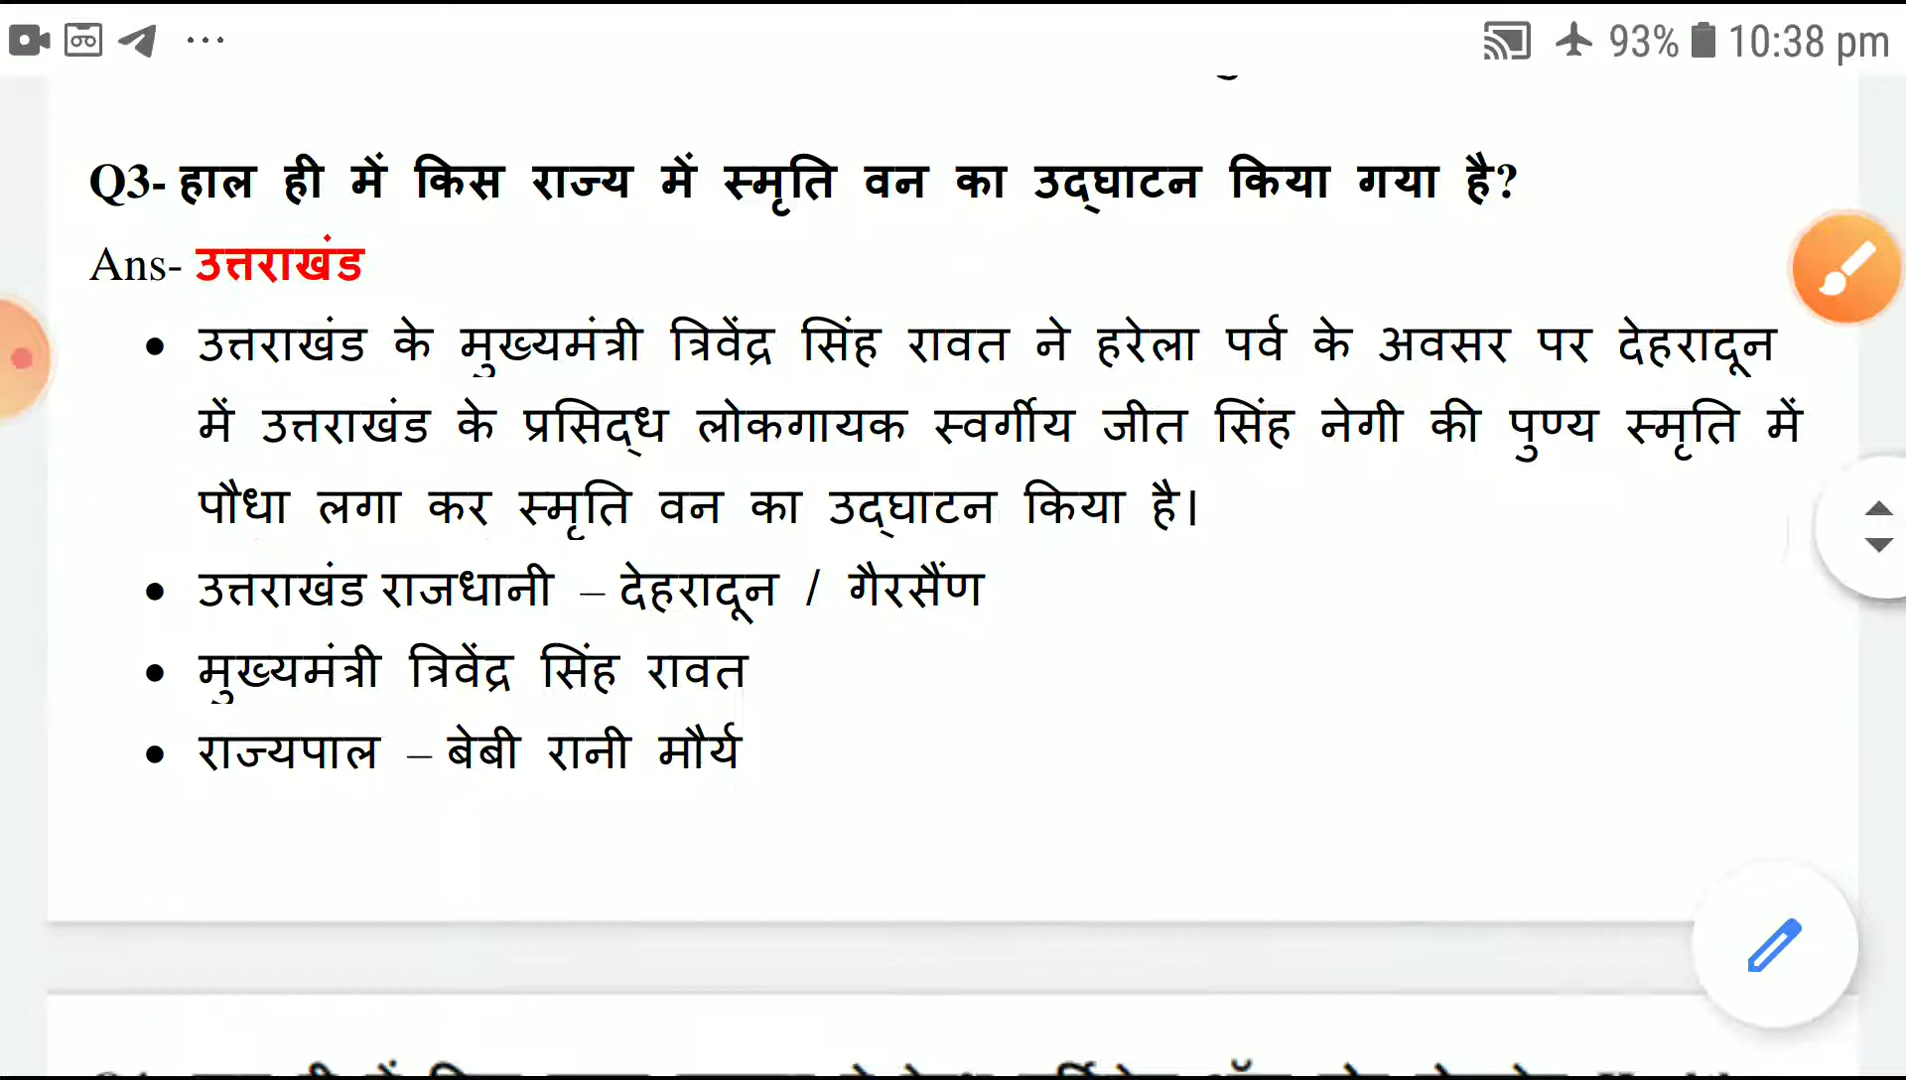 93% 10:38 pm
Q3- हाल ही में किस राज्य में स्मृति वन का उद्घाटन किया गया है?
Ans- उत्तराखंड
• उत्तराखंड के मुख्यमंत्री त्रिवेंद्र सिंह रावत ने हरेला पर्व के अवसर पर देहरादून
में उत्तराखंड के प्रसिद्ध लोकगायक स्वर्गीय जीत सिंह नेगी की पुण्य स्मृति में
पौधा लगा कर स्मृति वन का उद्घाटन किया है।
• उत्तराखंड राजधानी – देहरादून / गैरसैंण
• मुख्यमंत्री त्रिवेंद्र सिंह रावत
• राज्यपाल – बेबी रानी मौर्य